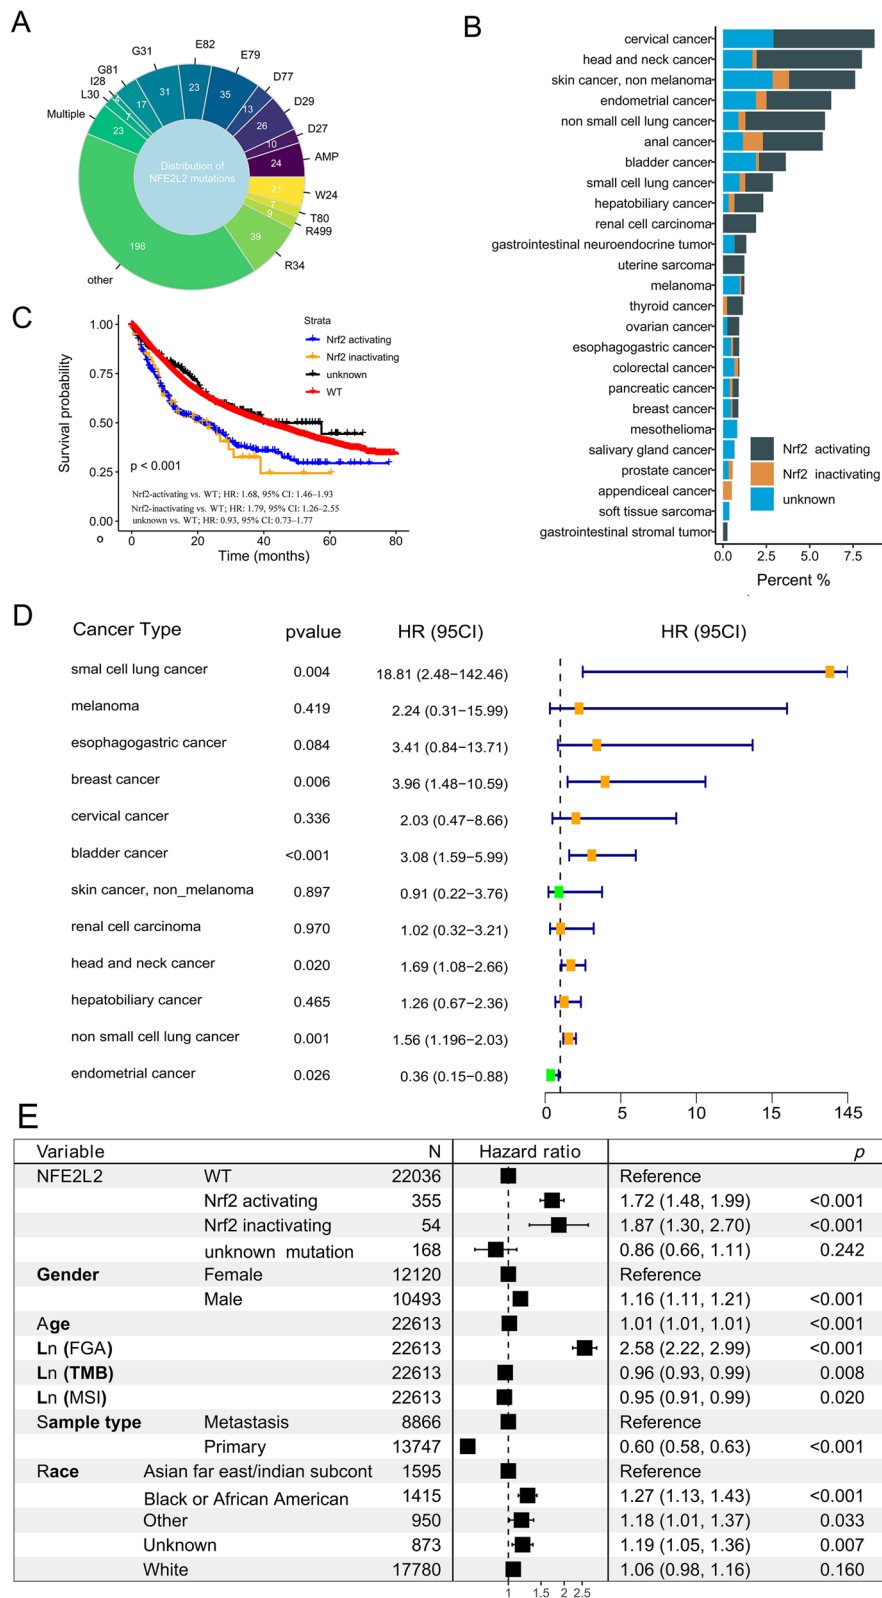 A
E82
G31
E79
G81
D77
I28
L30
D29
Multiple
D27
AMP
W24
T80
R499
R34
other
31
23
35
17
13
4
7
26
23
10
24
Distribution of
NFE2L2 mutations
21
7
9
39
198
B
cervical cancer
head and neck cancer
skin cancer, non melanoma
endometrial cancer
non small cell lung cancer
anal cancer
bladder cancer
small cell lung cancer
hepatobiliary cancer
renal cell carcinoma
gastrointestinal neuroendocrine tumor
uterine sarcoma
melanoma
thyroid cancer
ovarian cancer
esophagogastric cancer
colorectal cancer
pancreatic cancer
breast cancer
mesothelioma
salivary gland cancer
prostate cancer
appendiceal cancer
soft tissue sarcoma
gastrointestinal stromal tumor
Nrf2 activating
Nrf2 inactivating
unknown
0.0 2.5 5.0 7.5
Percent %
C
Survival probability
1.00
0.75
0.50
0.25
0.00
Strata
Nrf2 activating
Nrf2 inactivating
unknown
WT
p < 0.001
Nrf2-activating vs. WT; HR: 1.68, 95% CI: 1.46–1.93
Nrf2-inactivating vs. WT; HR: 1.79, 95% CI: 1.26–2.55
unknown vs. WT; HR: 0.93, 95% CI: 0.73–1.77
0 20 40 60 80
Time (months)
D
Cancer Type pvalue HR (95CI) HR (95CI)
smal cell lung cancer 0.004 18.81 (2.48−142.46)
melanoma 0.419 2.24 (0.31−15.99)
esophagogastric cancer 0.084 3.41 (0.84−13.71)
breast cancer 0.006 3.96 (1.48−10.59)
cervical cancer 0.336 2.03 (0.47−8.66)
bladder cancer <0.001 3.08 (1.59−5.99)
skin cancer, non_melanoma 0.897 0.91 (0.22−3.76)
renal cell carcinoma 0.970 1.02 (0.32−3.21)
head and neck cancer 0.020 1.69 (1.08−2.66)
hepatobiliary cancer 0.465 1.26 (0.67−2.36)
non small cell lung cancer 0.001 1.56 (1.196−2.03)
endometrial cancer 0.026 0.36 (0.15−0.88)
0 5 10 15 145
E
Variable N Hazard ratio p
NFE2L2 WT 22036 Reference
Nrf2 activating 355 1.72 (1.48, 1.99) <0.001
Nrf2 inactivating 54 1.87 (1.30, 2.70) <0.001
unknown mutation 168 0.86 (0.66, 1.11) 0.242
Gender Female 12120 Reference
Male 10493 1.16 (1.11, 1.21) <0.001
Age 22613 1.01 (1.01, 1.01) <0.001
Ln (FGA) 22613 2.58 (2.22, 2.99) <0.001
Ln (TMB) 22613 0.96 (0.93, 0.99) 0.008
Ln (MSI) 22613 0.95 (0.91, 0.99) 0.020
Sample type Metastasis 8866 Reference
Primary 13747 0.60 (0.58, 0.63) <0.001
Race Asian far east/indian subcont 1595 Reference
Black or African American 1415 1.27 (1.13, 1.43) <0.001
Other 950 1.18 (1.01, 1.37) 0.033
Unknown 873 1.19 (1.05, 1.36) 0.007
White 17780 1.06 (0.98, 1.16) 0.160
1 1.5 2 2.5